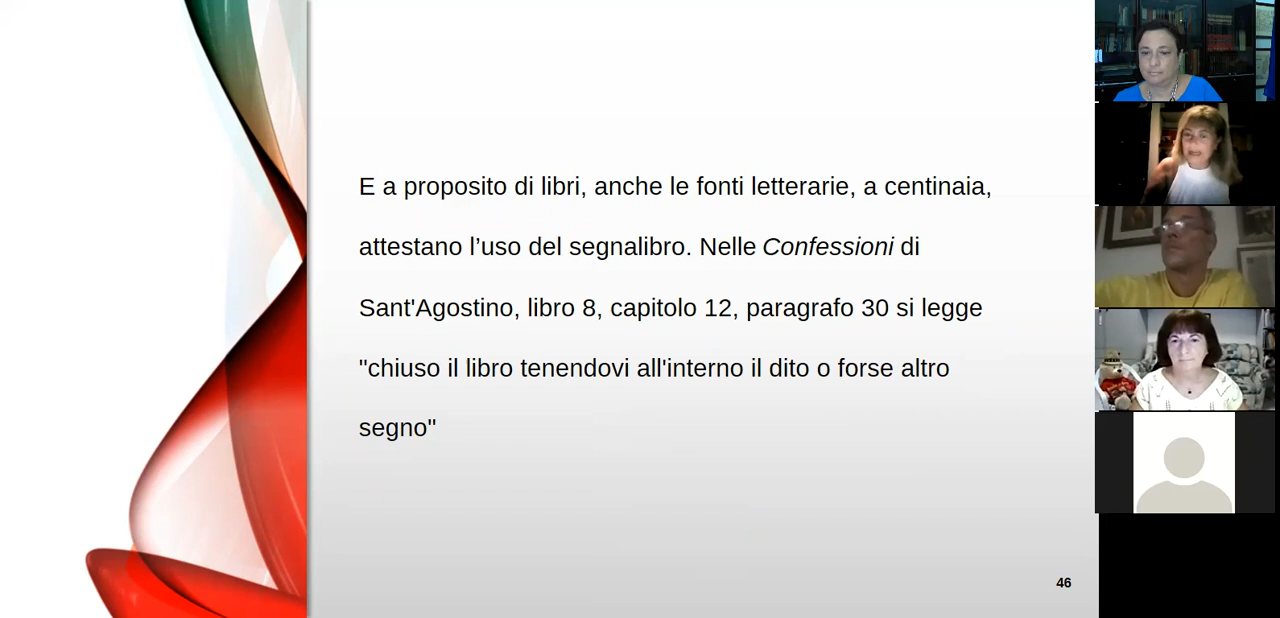 E a proposito di libri, anche le fonti letterarie, a centinaia,
attestano l’uso del segnalibro. Nelle Confessioni di
Sant'Agostino, libro 8, capitolo 12, paragrafo 30 si legge
"chiuso il libro tenendovi all'interno il dito o forse altro
segno"
46